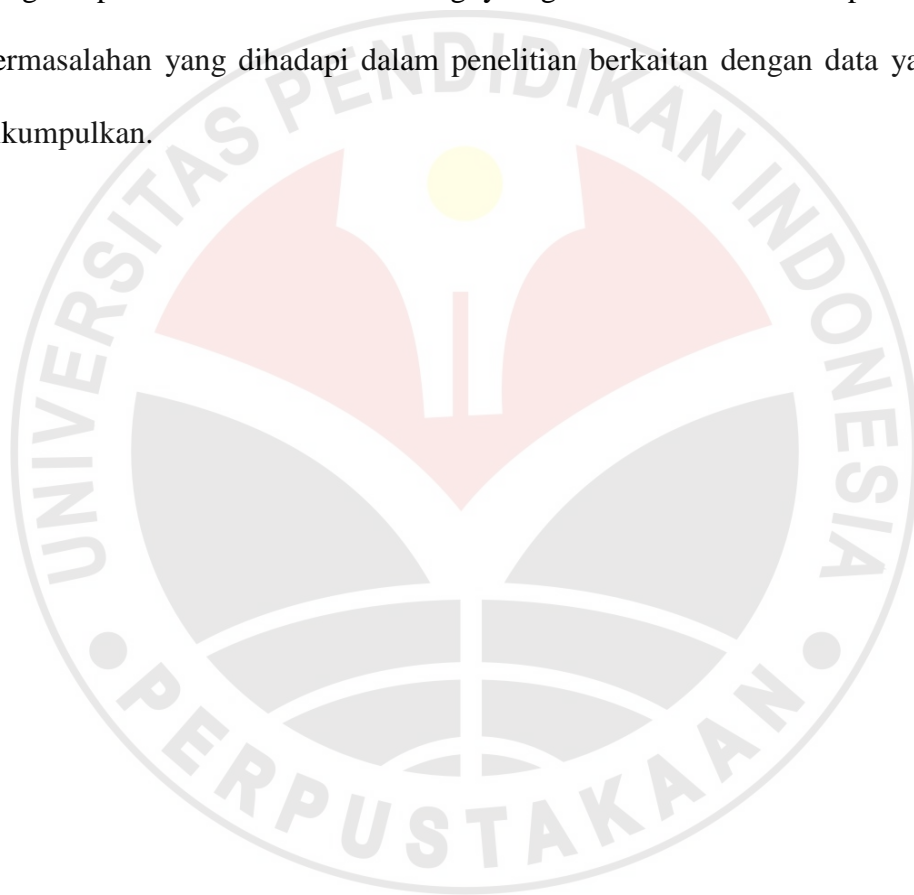 ermasalahan yang dihadapi dalam penelitian berkaitan dengan data ya
kumpulkan.
UNIVERSITAS PENDIDIKAN INDONESIA
PERPUSTAKAAN